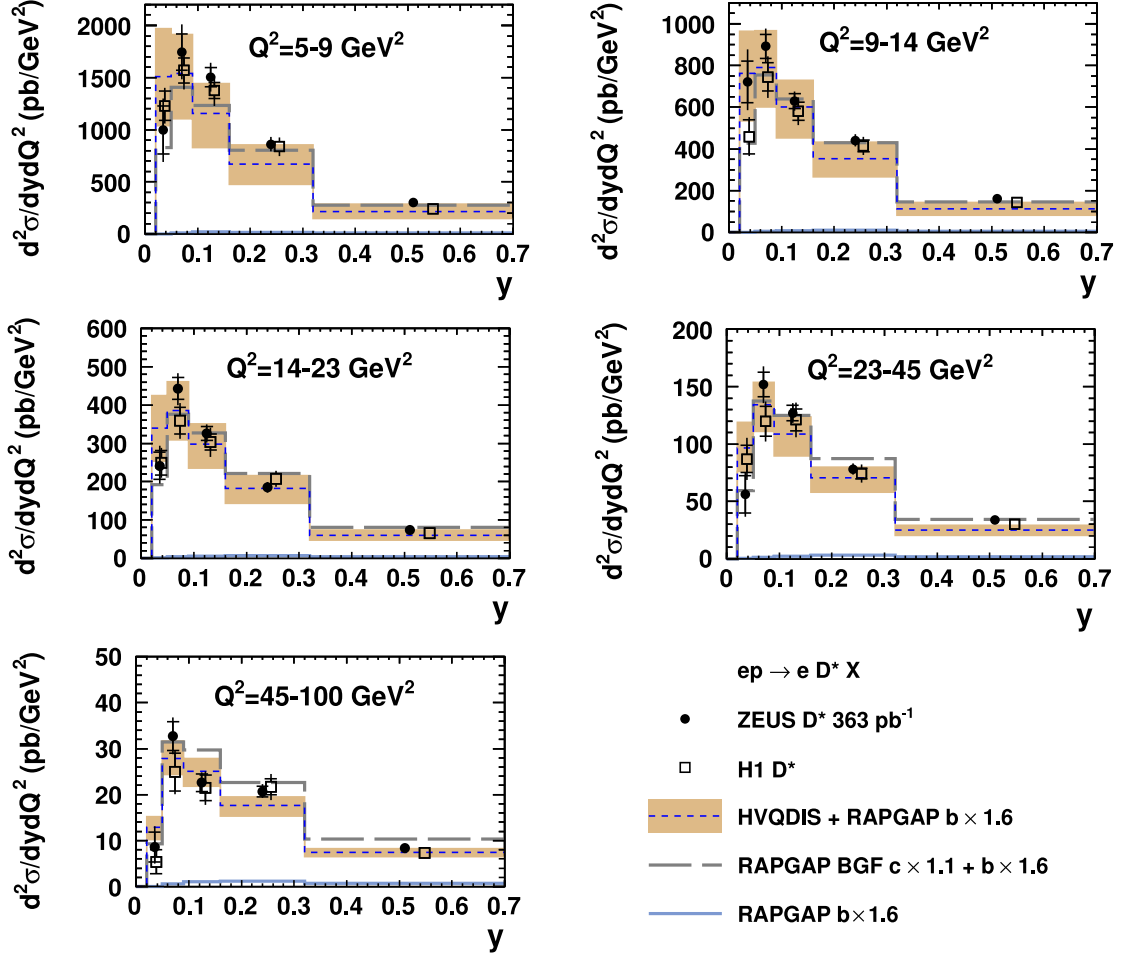 d²σ/dydQ² (pb/GeV²)
Q²=5-9 GeV²
2000
1500
1000
500
0
0 0.1 0.2 0.3 0.4 0.5 0.6 0.7
y
d²σ/dydQ² (pb/GeV²)
Q²=9-14 GeV²
1000
800
600
400
200
0
0 0.1 0.2 0.3 0.4 0.5 0.6 0.7
y
d²σ/dydQ² (pb/GeV²)
Q²=14-23 GeV²
600
500
400
300
200
100
0
0 0.1 0.2 0.3 0.4 0.5 0.6 0.7
y
d²σ/dydQ² (pb/GeV²)
Q²=23-45 GeV²
200
150
100
50
0
0 0.1 0.2 0.3 0.4 0.5 0.6 0.7
y
d²σ/dydQ² (pb/GeV²)
Q²=45-100 GeV²
50
40
30
20
10
0
0 0.1 0.2 0.3 0.4 0.5 0.6 0.7
y
ep → e D* X
ZEUS D* 363 pb⁻¹
H1 D*
HVQDIS + RAPGAP b × 1.6
RAPGAP BGF c × 1.1 + b × 1.6
RAPGAP b × 1.6